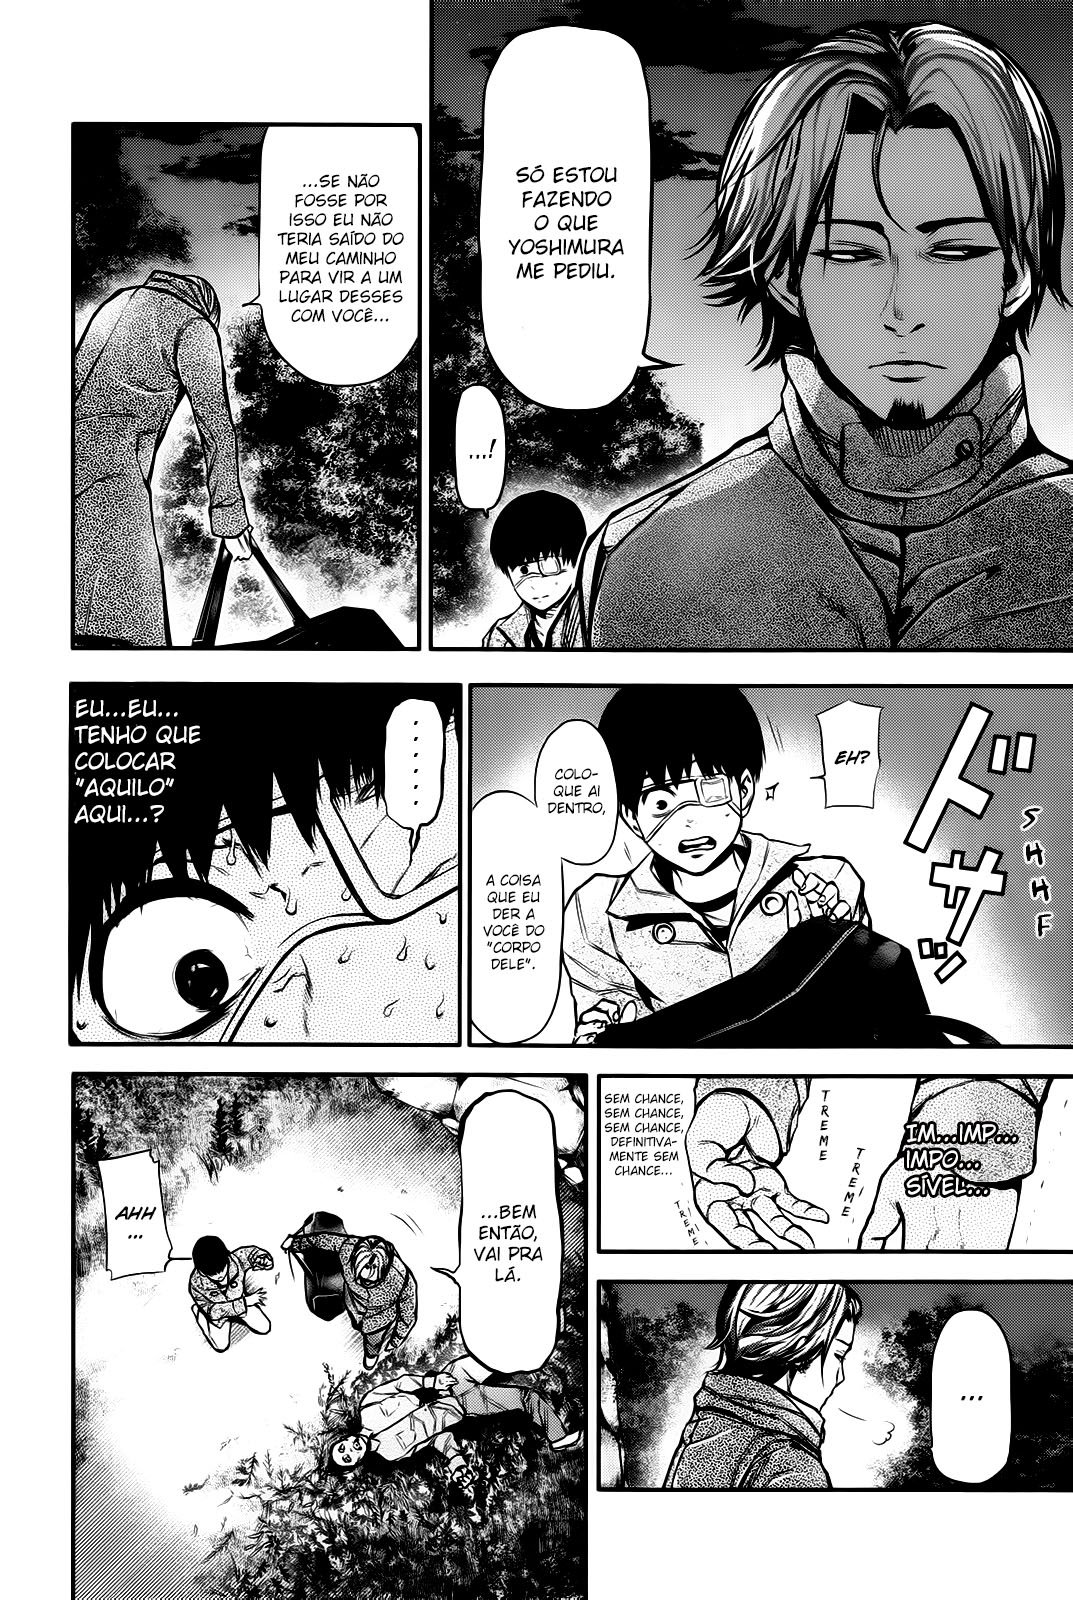 SÓ ESTOU
FAZENDO
O QUE
YOSHIMURA
ME PEDIU.
...!
...SE NÃO
FOSSE POR
ISSO EU NÃO
TERIA SAÍDO DO
MEU CAMINHO
PARA VIR A UM
LUGAR DESSES
COM VOCÊ...
ドサッ
SHHF
EH?
COLO-
QUE AI
DENTRO,
A COISA
QUE EU
DER A
VOCÊ DO
"CORPO
DELE".
......
EU...EU...
TENHO QUE
COLOCAR
"AQUILO"
AQUI...?
IM...IMP...
IMPO...
SÍVEL...
TREME
TREME
TREME
SEM CHANCE,
SEM CHANCE,
SEM CHANCE,
DEFINITIVA-
MENTE SEM
CHANCE...
...
...BEM
ENTÃO,
VAI PRA
LÁ.
AHH
...